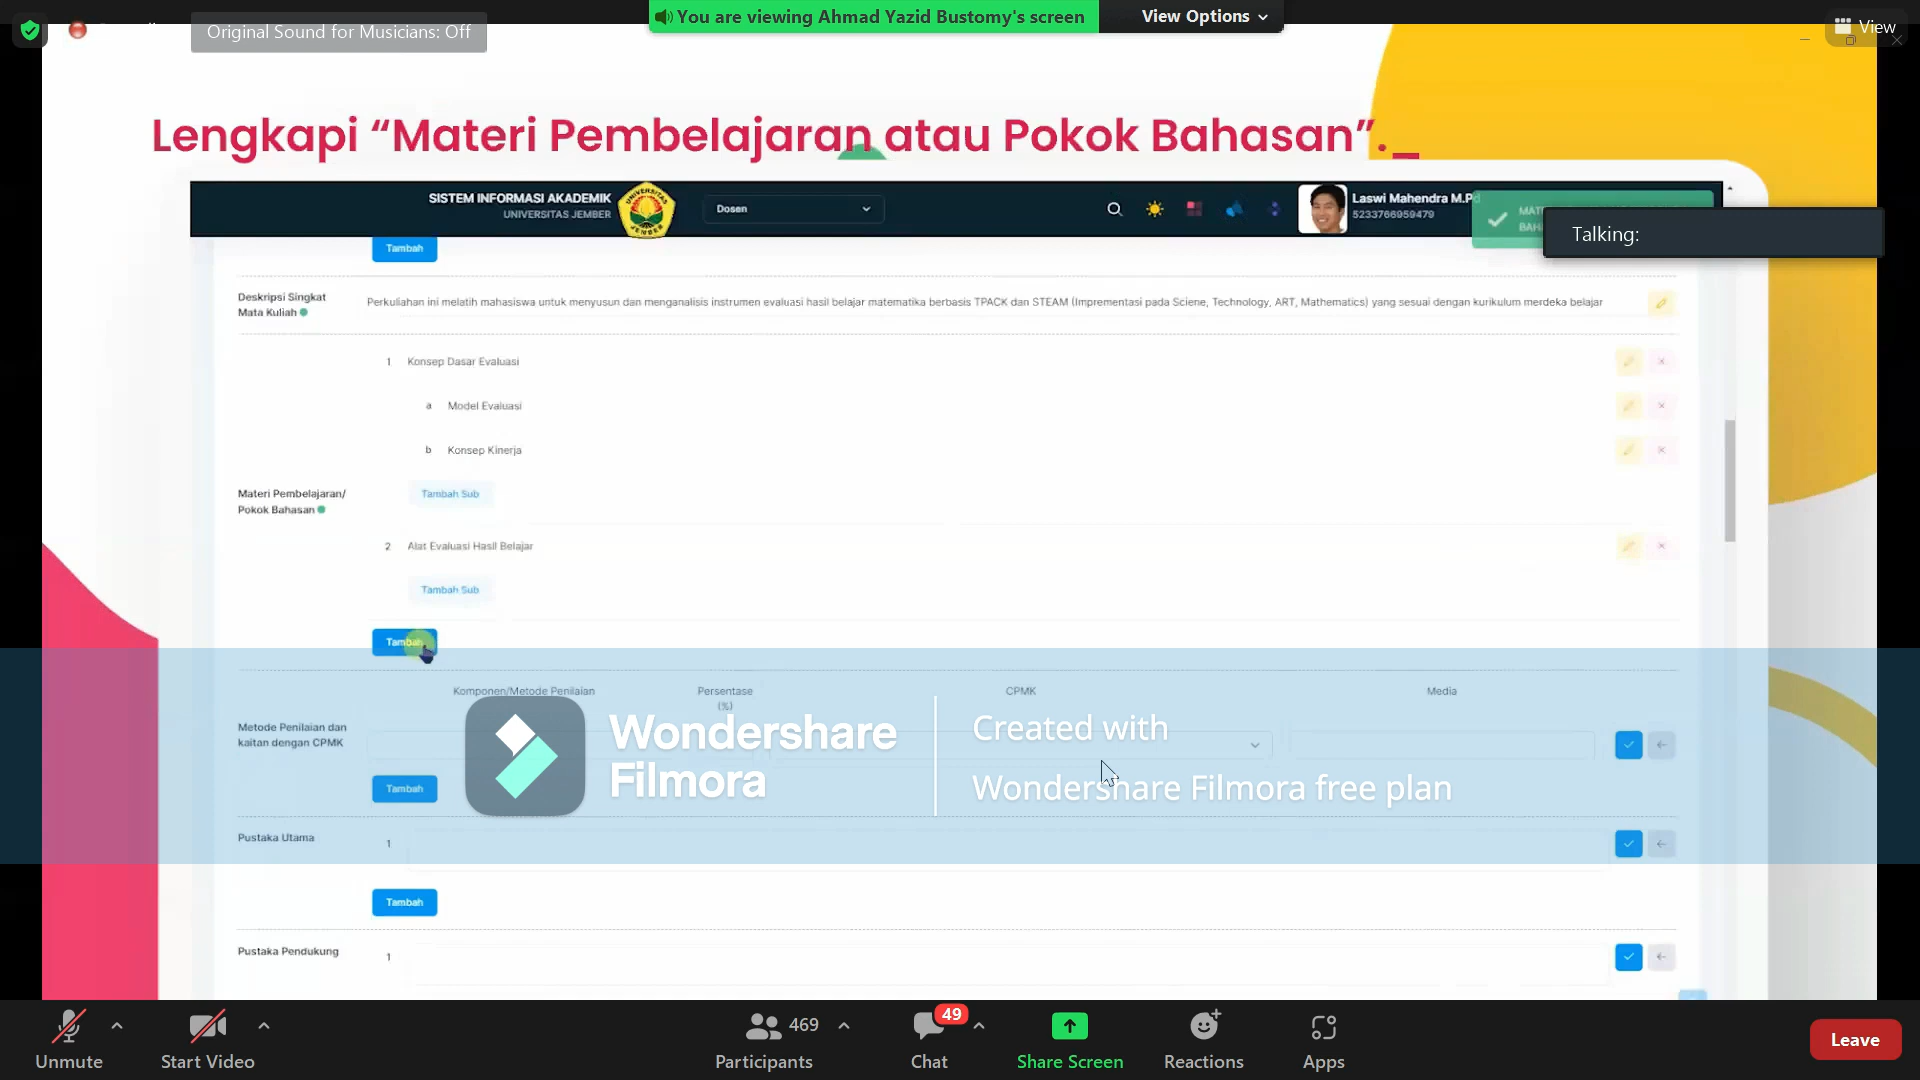 You are viewing Ahmad Yazid Bustomy's screen
View Options
Original Sound for Musicians: Off
View
Lengkapi “Materi Pembelajaran atau Pokok Bahasan”._
SISTEM INFORMASI AKADEMIK
UNIVERSITAS JEMBER
UNIVERSITAS
JEMBER
Dosen
Laswi Mahendra M.Pd
5233766959479
Talking:
Tambah
Deskripsi Singkat
Mata Kuliah
Perkuliahan ini melatih mahasiswa untuk menyusun dan menganalisis instrumen evaluasi hasil belajar matematika berbasis TPACK dan STEAM (Imprementasi pada Sciene, Technology, ART, Mathematics) yang sesuai dengan kurikulum merdeka belajar
1 Konsep Dasar Evaluasi
a Model Evaluasi
b Konsep Kinerja
Materi Pembelajaran/
Pokok Bahasan
Tambah Sub
2 Alat Evaluasi Hasil Belajar
Tambah Sub
Tambah
Komponen/Metode Penilaian
Persentase
(%)
CPMK
Media
Metode Penilaian dan
kaitan dengan CPMK
Tambah
Wondershare
Filmora
Created with
Wondershare Filmora free plan
Pustaka Utama
1
Tambah
Pustaka Pendukung
1
Unmute
Start Video
469
Participants
49
Chat
Share Screen
Reactions
Apps
Leave